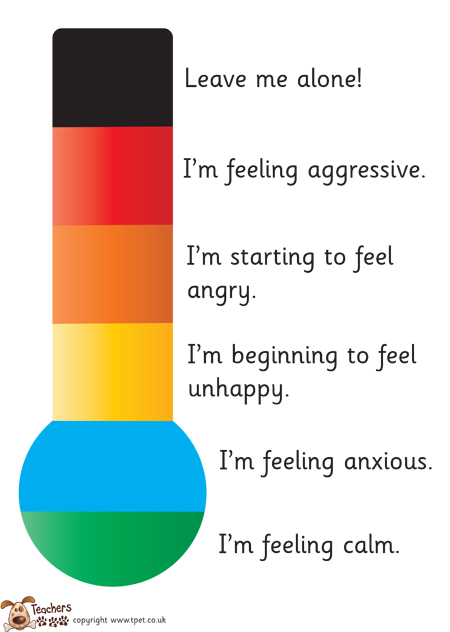 Leave me alone!
I'm feeling aggressive.
I'm starting to feel
angry.
I'm beginning to feel
unhappy.
I'm feeling anxious.
I'm feeling calm.
Teachers
copyright www.tpet.co.uk